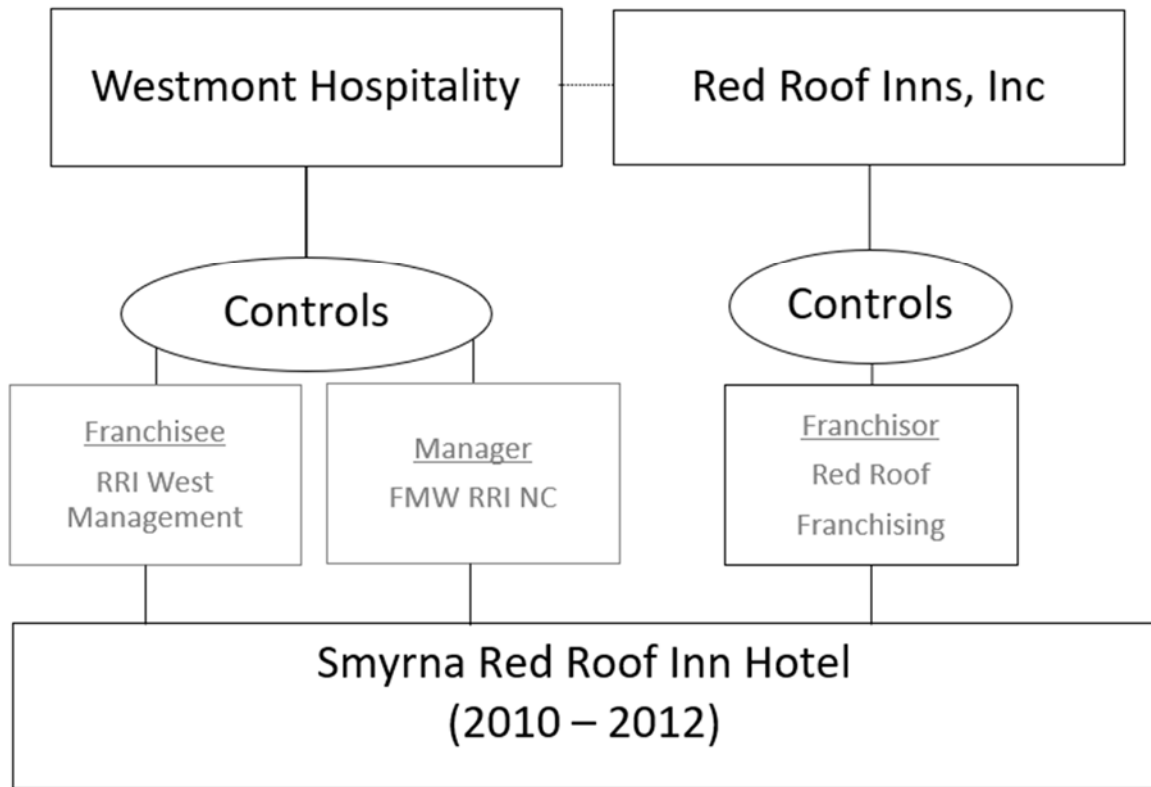 Westmont Hospitality
Red Roof Inns, Inc
Controls
Controls
Franchisee
RRI West
Management
Manager
FMW RRI NC
Franchisor
Red Roof
Franchising
Smyrna Red Roof Inn Hotel
(2010 – 2012)